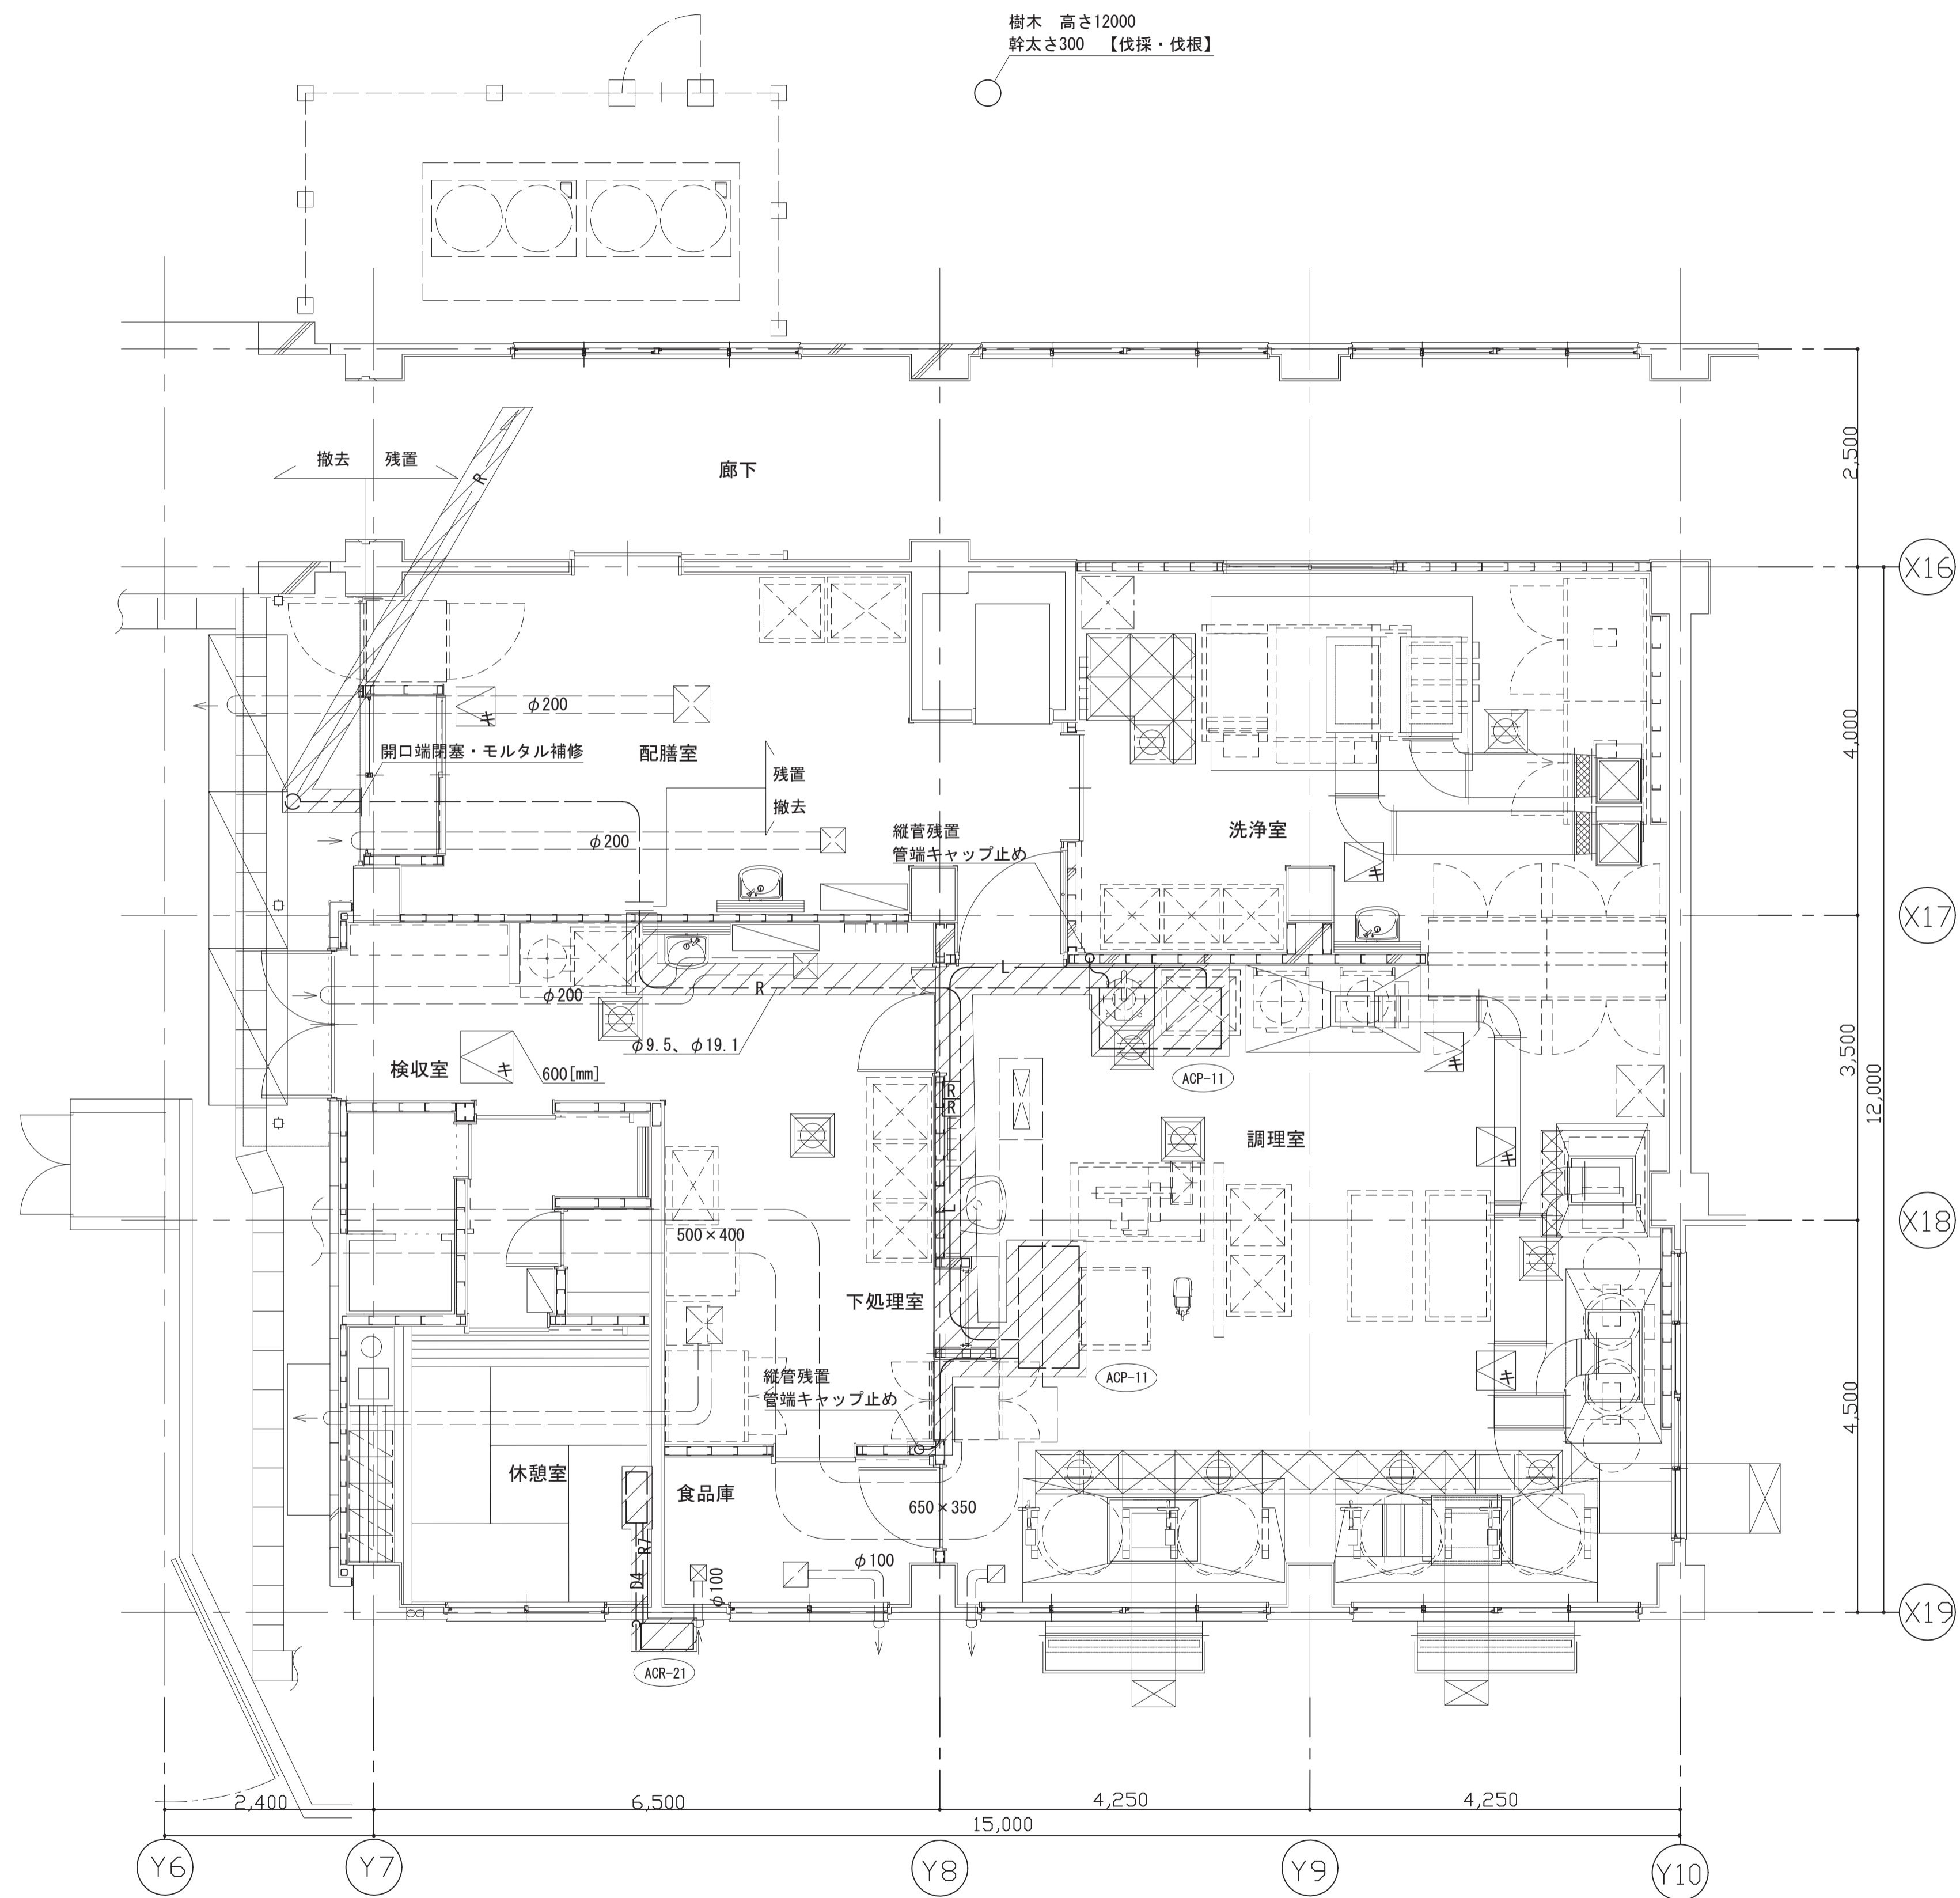 樹木　高さ12000
幹太さ300　【伐採・伐根】
撤去　残置
廊下
R
2,500
X16
φ200
キ
開口端閉塞・モルタル補修
配膳室
残置
撤去
φ200
縦管残置
管端キャップ止め
洗浄室
キ
4,000
X17
L
R
φ200
φ9.5、φ19.1
検収室
キ
600[mm]
ACP-11
キ
R
R
調理室
キ
3,500
12,000
L
500×400
X18
下処理室
ACP-11
キ
縦管残置
管端キャップ止め
4,500
休憩室
食品庫
650×350
R7
D4
φ100
φ100
ACR-21
X19
2,400
6,500
4,250
4,250
15,000
Y6
Y7
Y8
Y9
Y10